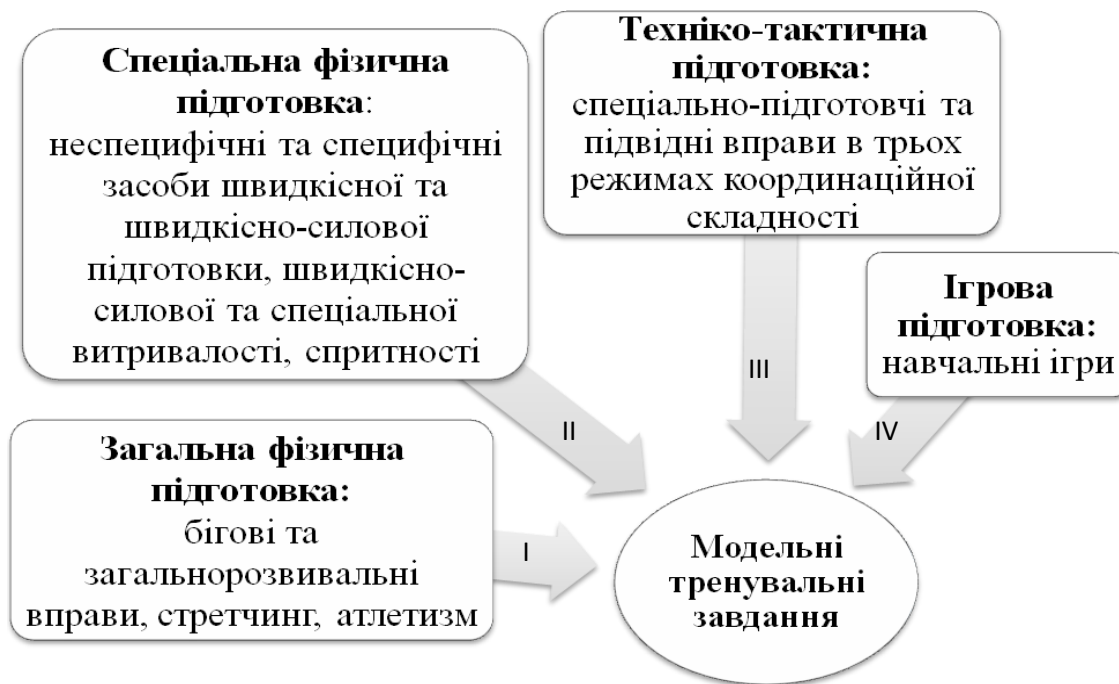 Спеціальна фізична
підготовка:
неспецифічні та специфічні
засоби швидкісної та
швидкісно-силової
підготовки, швидкісно-
силової та спеціальної
витривалості, спритності
Техніко-тактична
підготовка:
спеціально-підготовчі та
підвідні вправи в трьох
режимах координаційної
складності
Ігрова
підготовка:
навчальні ігри
III
II
IV
Загальна фізична
підготовка:
бігові та
загальнорозвивальні
вправи, стретчинг, атлетизм
I
Модельні
тренувальні
завдання